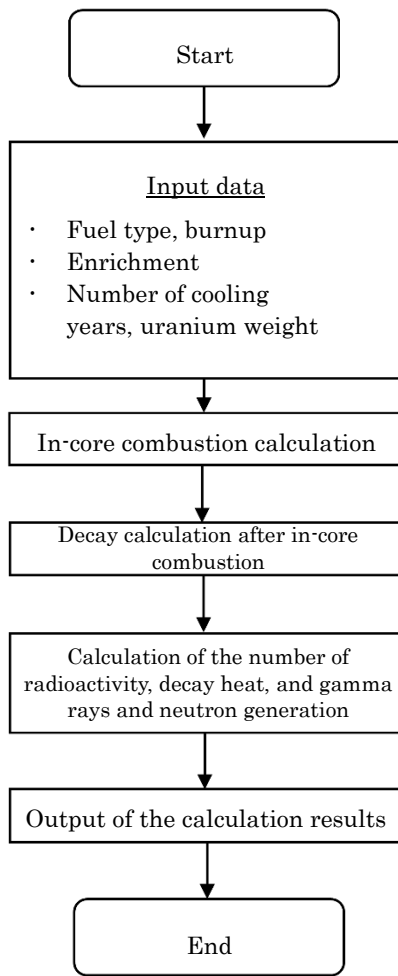 Start
Input data
· Fuel type, burnup
· Enrichment
· Number of cooling
years, uranium weight
In-core combustion calculation
Decay calculation after in-core
combustion
Calculation of the number of
radioactivity, decay heat, and gamma
rays and neutron generation
Output of the calculation results
End